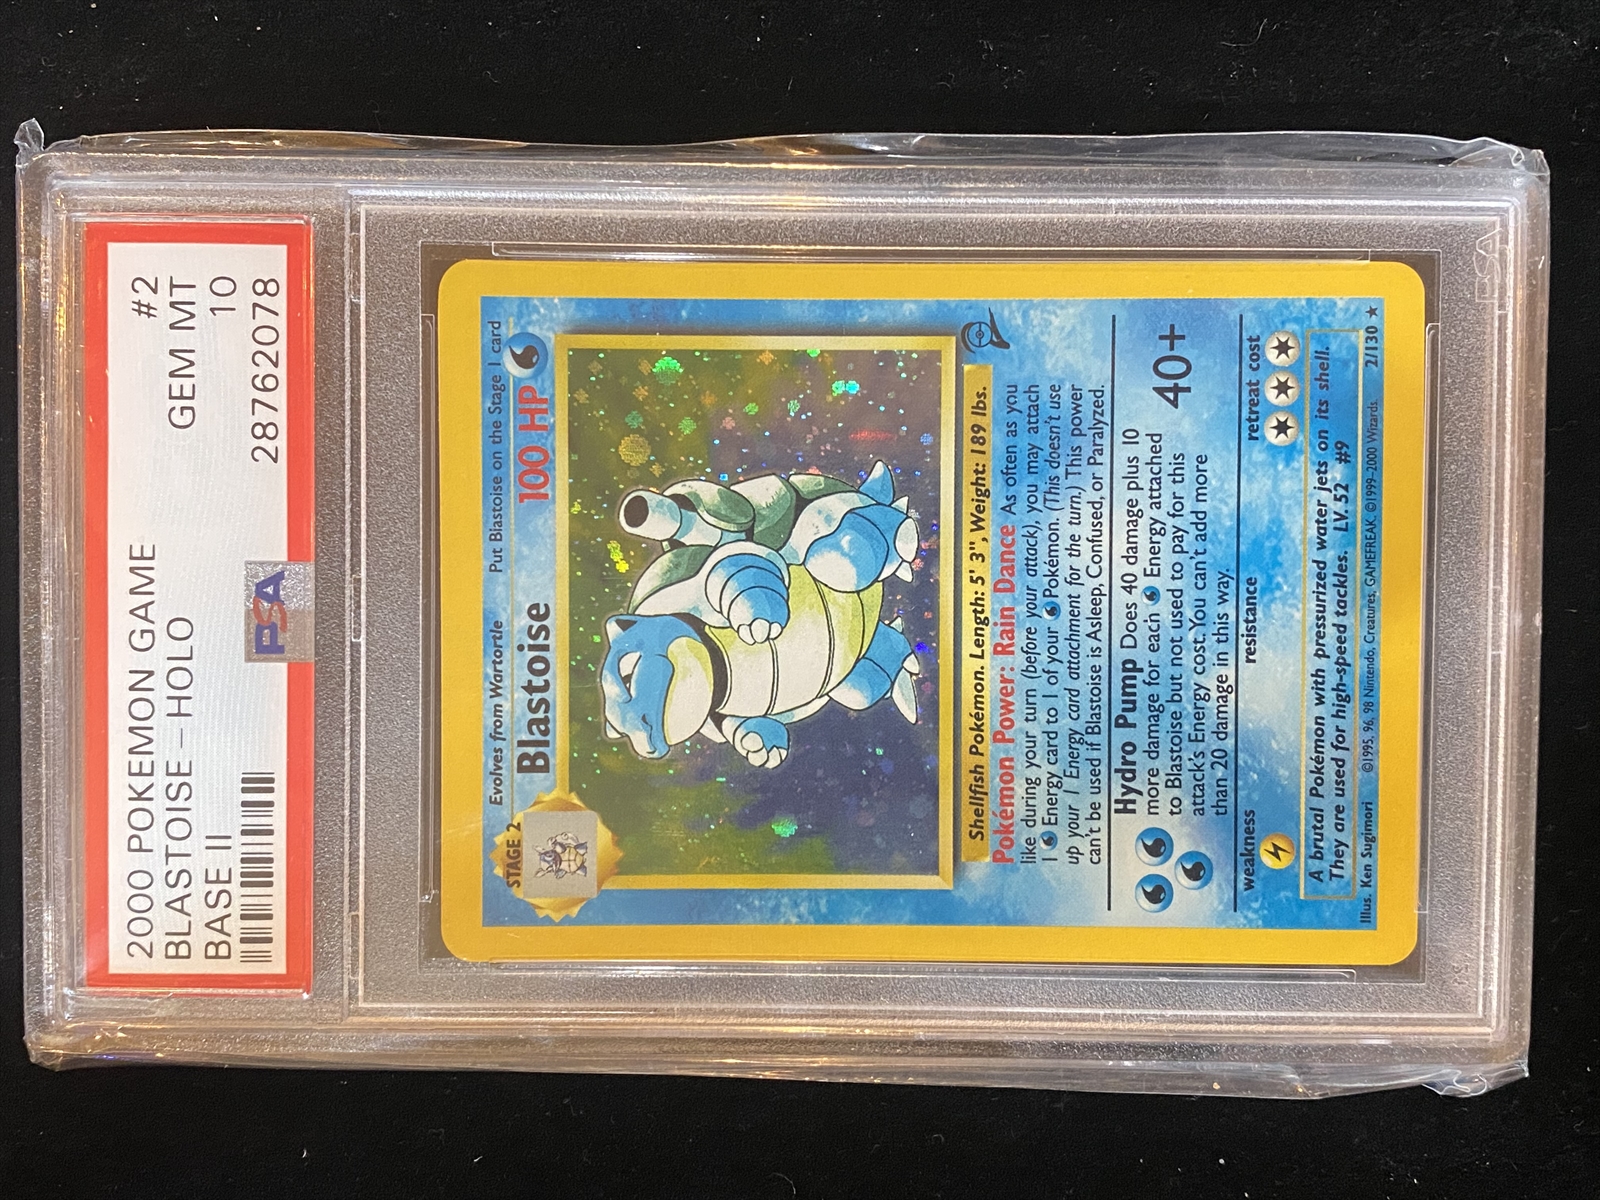 2000 POKEMON GAME #2
BLASTOISE-HOLO GEM MT
BASE II 10
28762078
PSA
STAGE 2
Evolves from Wartortle Put Blastoise on the Stage 1 card
Blastoise 100 HP
Shellfish Pokémon. Length: 5' 3", Weight: 189 lbs.
Pokémon Power: Rain Dance As often as you
like during your turn (before your attack), you may attach
1 Energy card to 1 of your Pokémon. (This doesn't use
up your 1 Energy card attachment for the turn.) This power
can't be used if Blastoise is Asleep, Confused, or Paralyzed.
Hydro Pump Does 40 damage plus 10
more damage for each Energy attached
to Blastoise but not used to pay for this
attack's Energy cost. You can't add more
than 20 damage in this way.
40+
weakness resistance retreat cost
A brutal Pokémon with pressurized water jets on its shell.
They are used for high-speed tackles. LV. 52 #9
Illus. Ken Sugimori ©1995, 96, 98 Nintendo, Creatures, GAMEFREAK. ©1999-2000 Wizards. 2/130 ★
PSA